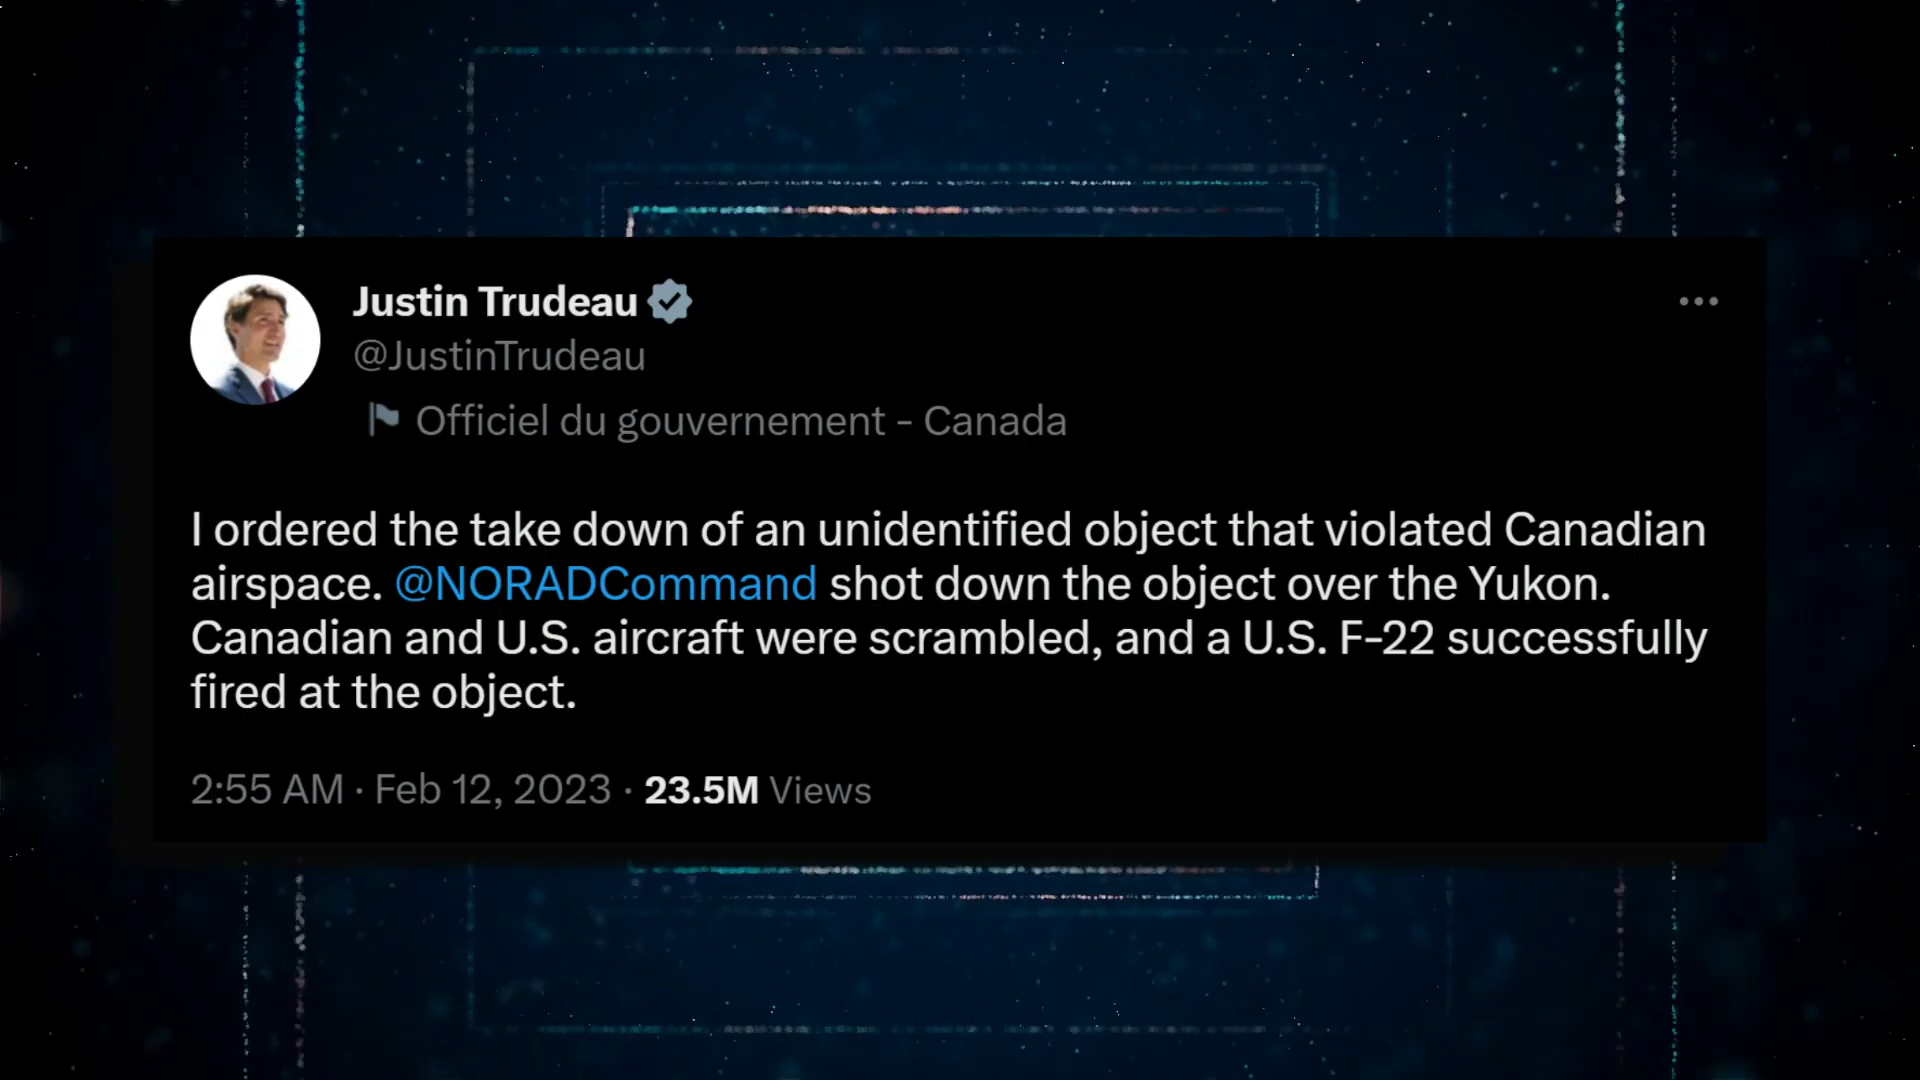 Justin Trudeau
@JustinTrudeau
Officiel du gouvernement - Canada
I ordered the take down of an unidentified object that violated Canadian
airspace. @NORADCommand shot down the object over the Yukon.
Canadian and U.S. aircraft were scrambled, and a U.S. F-22 successfully
fired at the object.
2:55 AM · Feb 12, 2023 · 23.5M Views